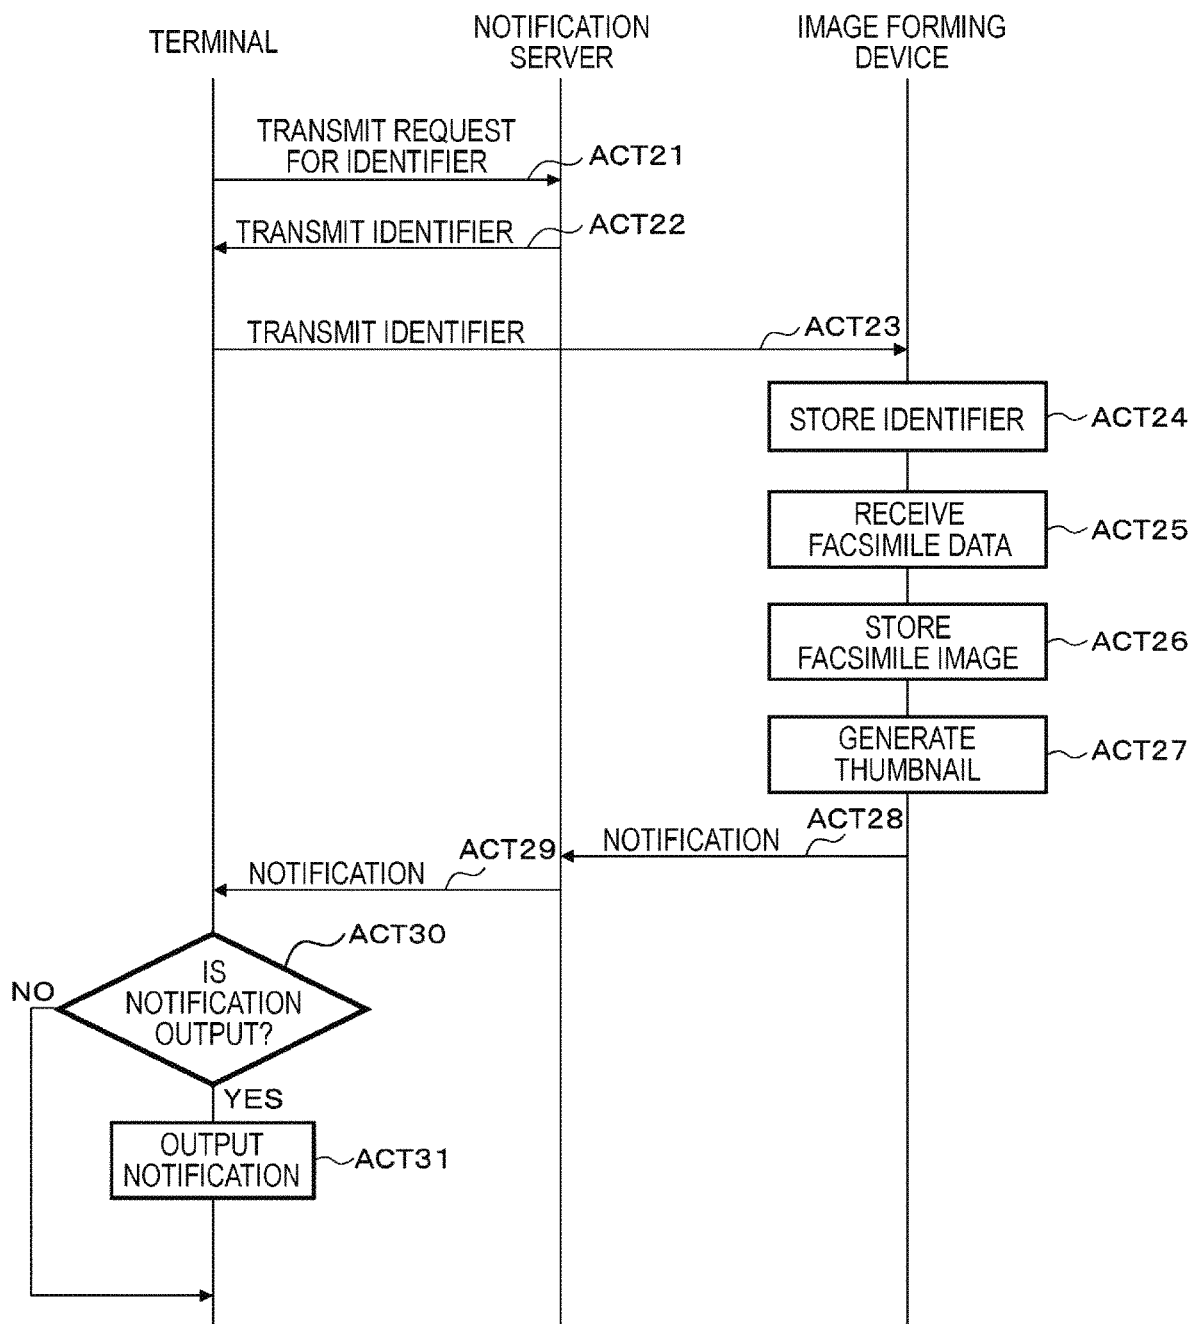 TERMINAL
NOTIFICATION
SERVER
IMAGE FORMING
DEVICE
TRANSMIT REQUEST
FOR IDENTIFIER
ACT21
TRANSMIT IDENTIFIER
ACT22
TRANSMIT IDENTIFIER
ACT23
STORE IDENTIFIER
ACT24
RECEIVE
FACSIMILE DATA
ACT25
STORE
FACSIMILE IMAGE
ACT26
GENERATE
THUMBNAIL
ACT27
NOTIFICATION
ACT28
NOTIFICATION
ACT29
IS
NOTIFICATION
OUTPUT?
ACT30
NO
YES
OUTPUT
NOTIFICATION
ACT31